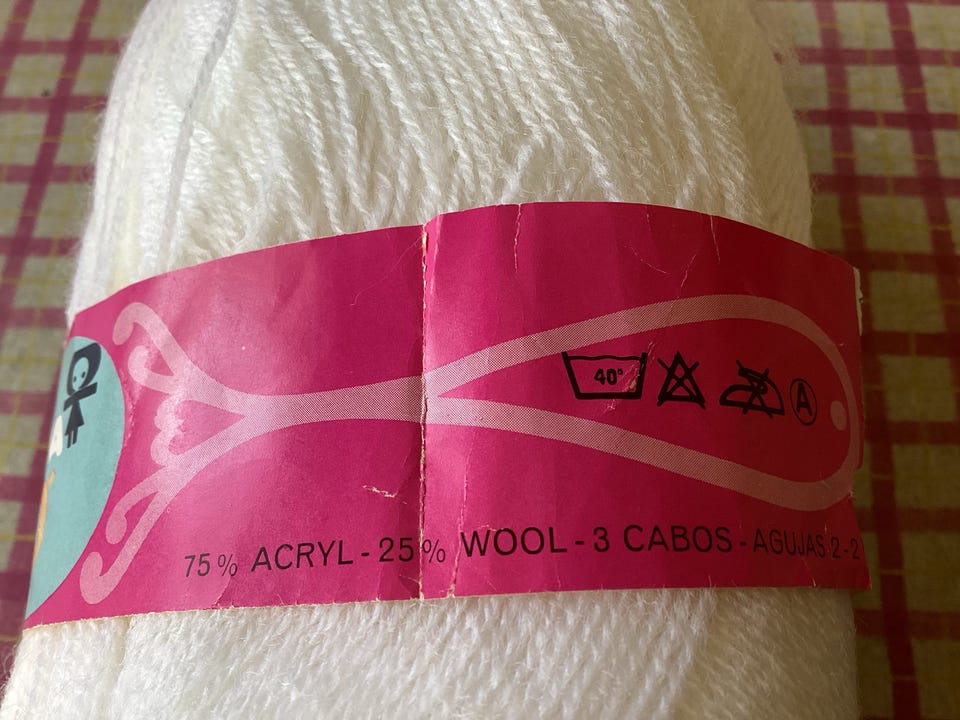 40°
A
A
75% ACRYL - 25% WOOL - 3 CABOS - AGUJAS 2-2